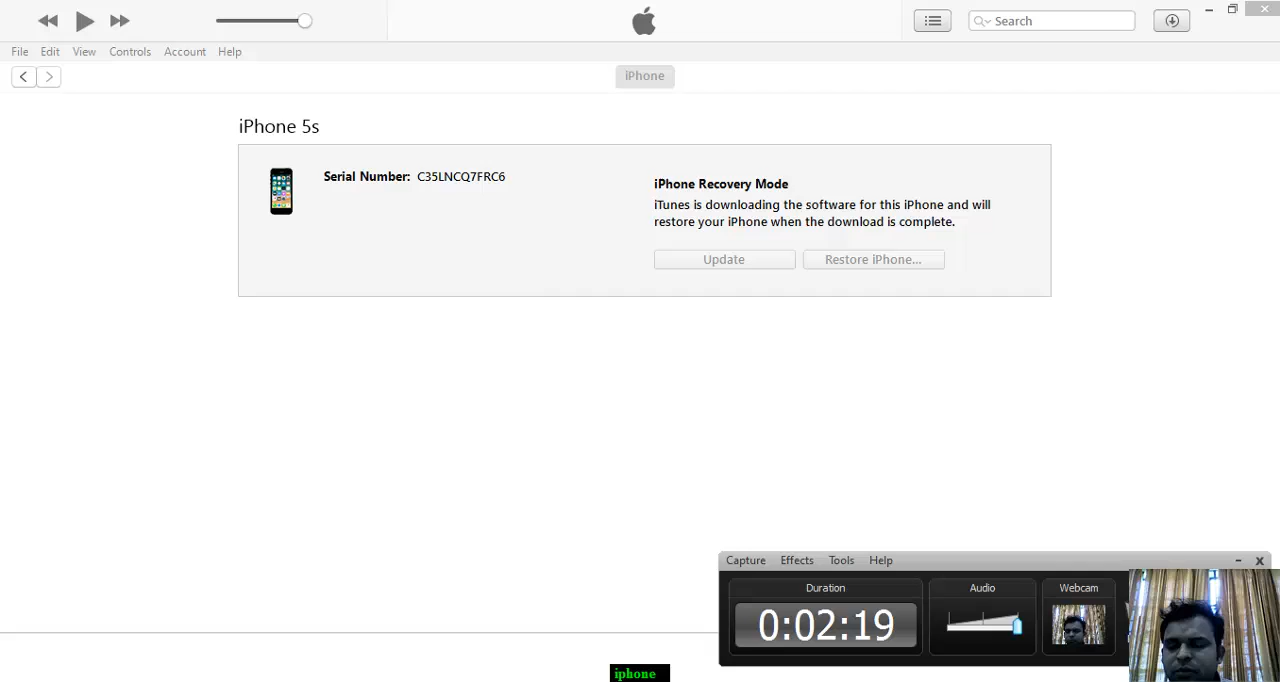 Search
File Edit View Controls Account Help
iPhone
iPhone 5s
Serial Number: C35LNCQ7FRC6
iPhone Recovery Mode
iTunes is downloading the software for this iPhone and will
restore your iPhone when the download is complete.
Update Restore iPhone...
Capture Effects Tools Help
Duration Audio Webcam
0:02:19
iphone